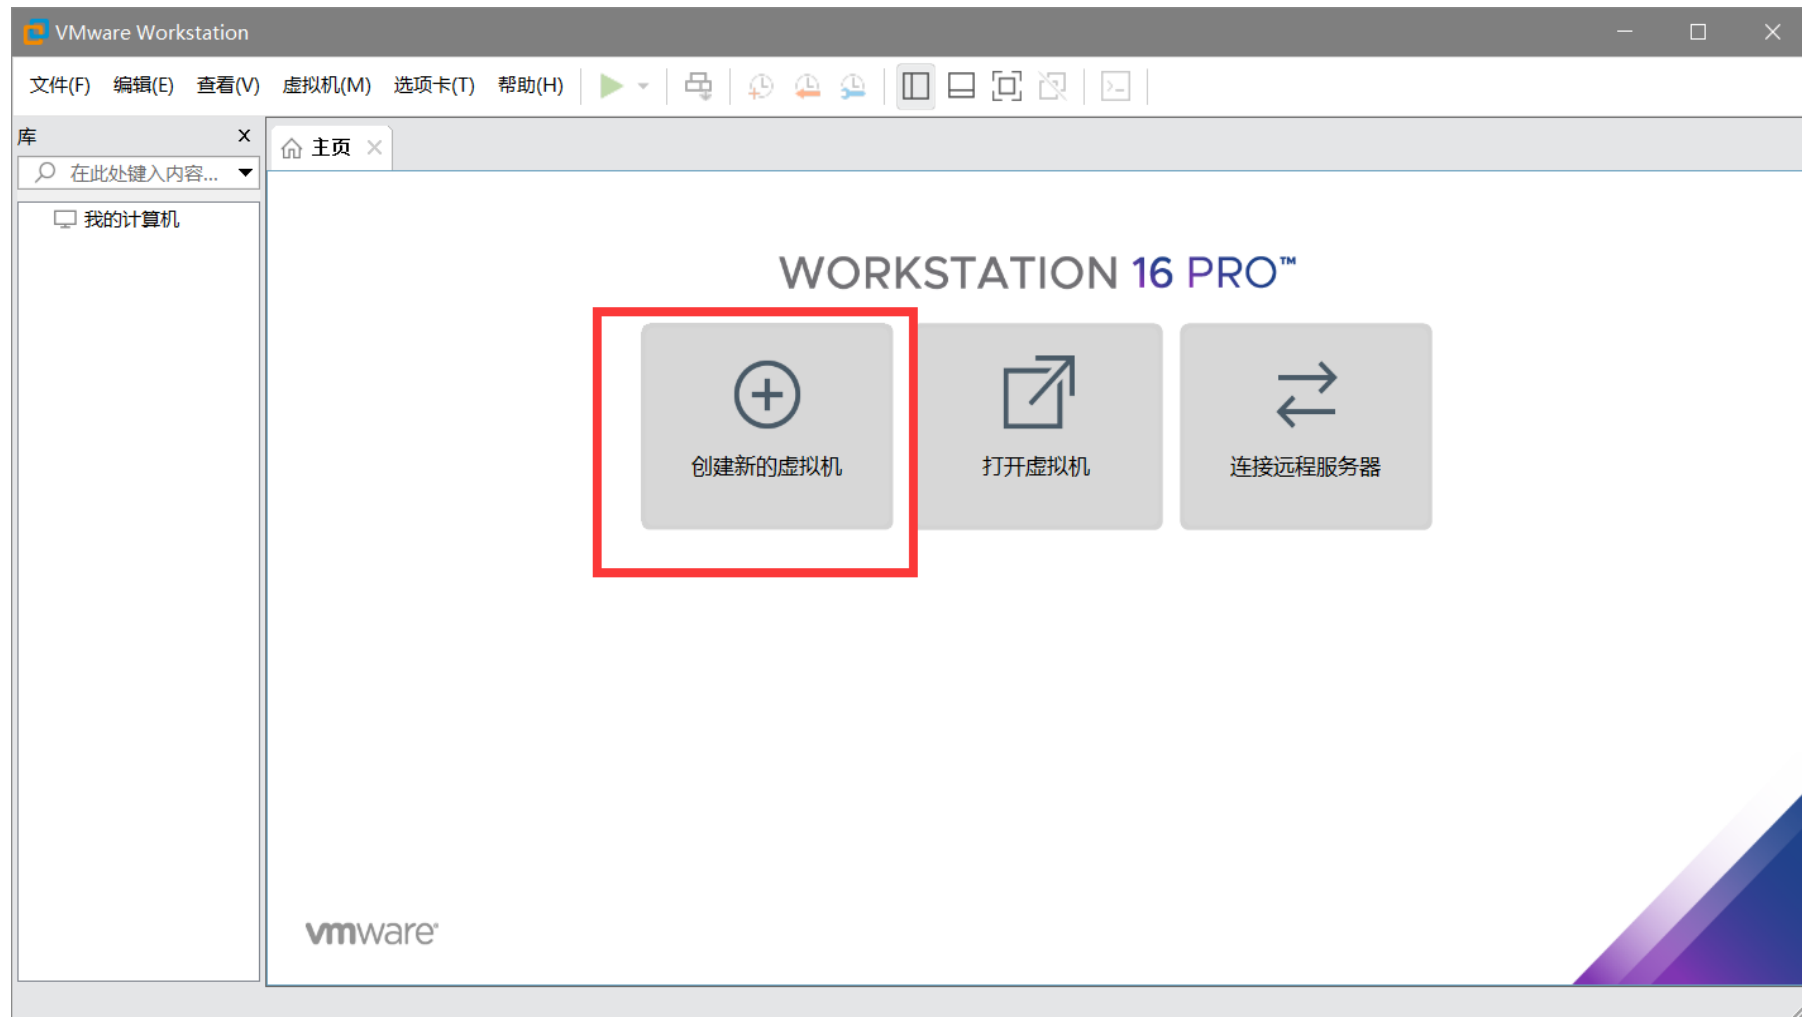 VMware Workstation
文件(F) 编辑(E) 查看(V) 虚拟机(M) 选项卡(T) 帮助(H)
库
在此处键入内容...
我的计算机
主页
WORKSTATION 16 PRO™
创建新的虚拟机
打开虚拟机
连接远程服务器
vmware®